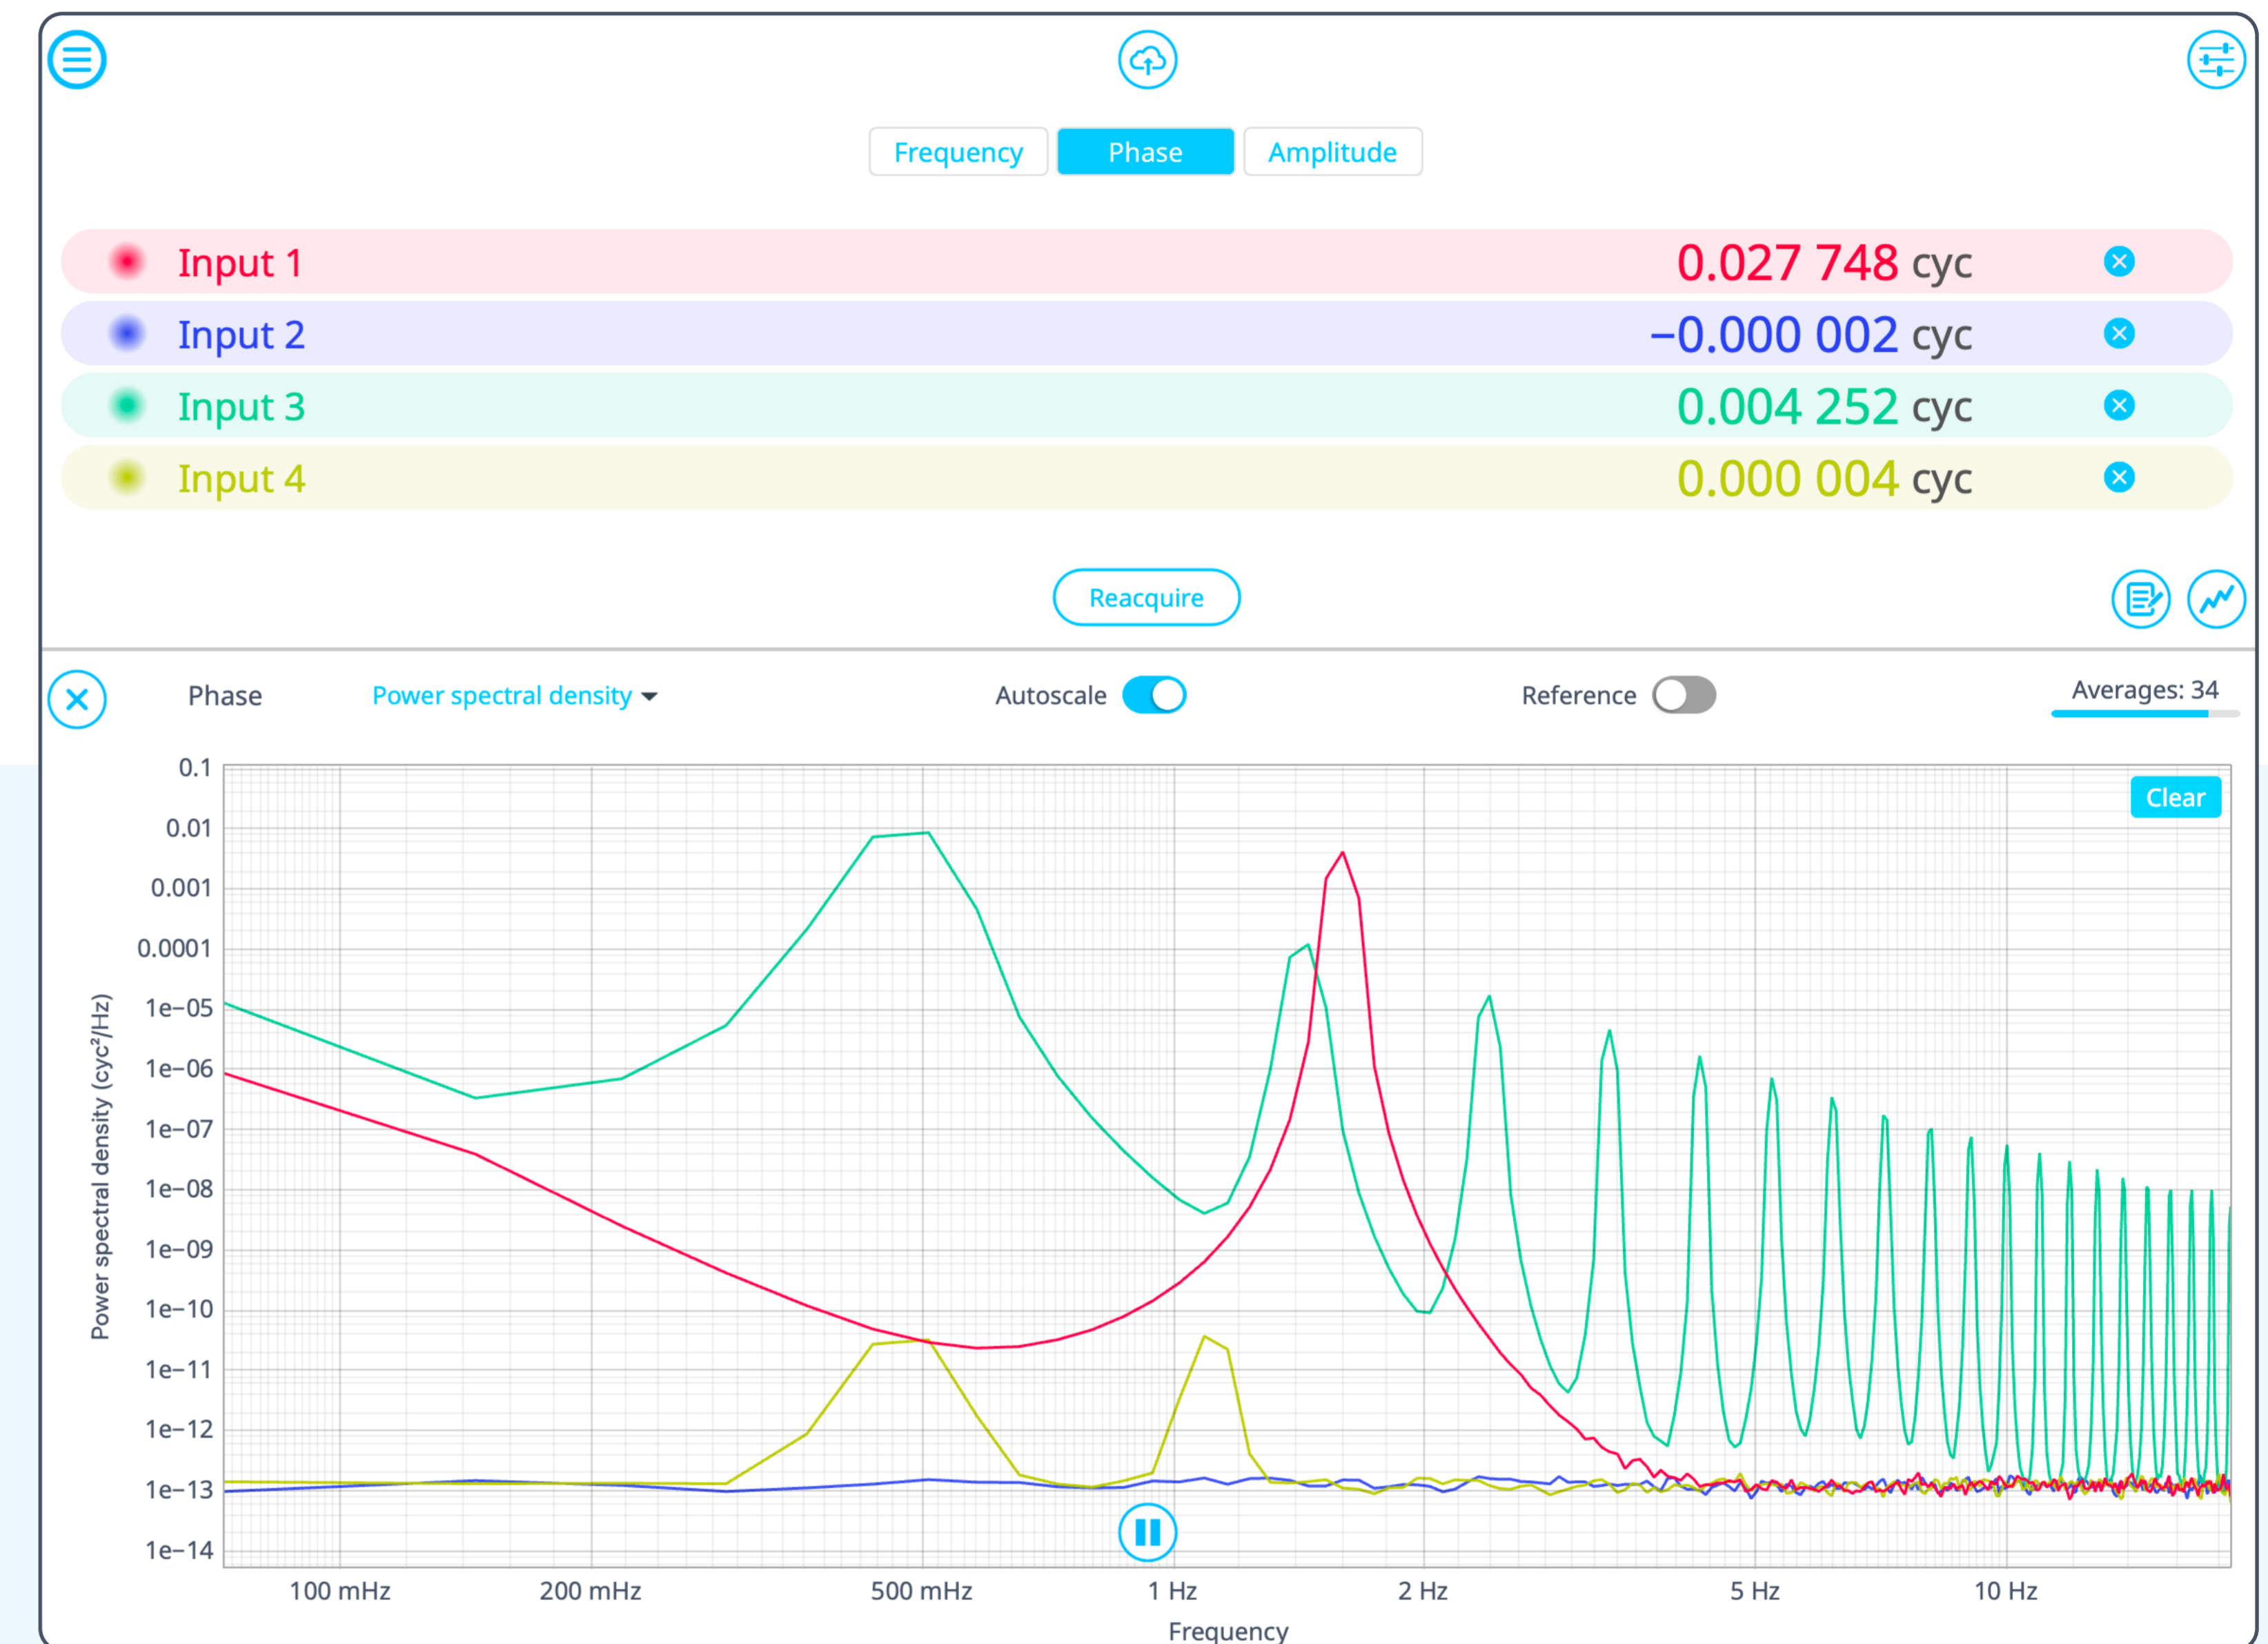 Frequency Phase Amplitude
Input 1 0.027 748 cyc
Input 2 −0.000 002 cyc
Input 3 0.004 252 cyc
Input 4 0.000 004 cyc
Reacquire
Phase Power spectral density Autoscale Reference Averages: 34
Clear
Power spectral density (cyc²/Hz)
0.1
0.01
0.001
0.0001
1e−05
1e−06
1e−07
1e−08
1e−09
1e−10
1e−11
1e−12
1e−13
1e−14
100 mHz 200 mHz 500 mHz 1 Hz 2 Hz 5 Hz 10 Hz
Frequency